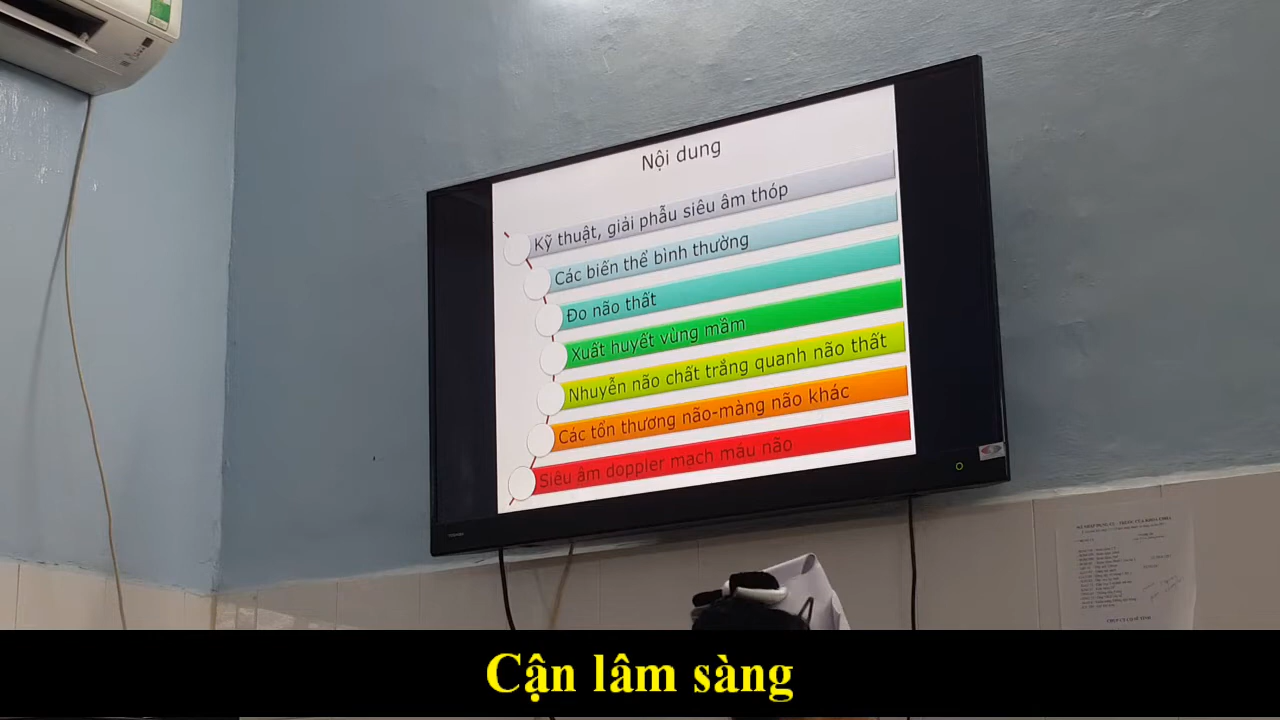 Nội dung
Kỹ thuật, giải phẫu siêu âm thóp
Các biến thể bình thường
Đo não thất
Xuất huyết vùng mầm
Nhuyễn não chất trắng quanh não thất
Các tổn thương não-màng não khác
Siêu âm doppler mạch máu não
TOSHIBA
Cận lâm sàng